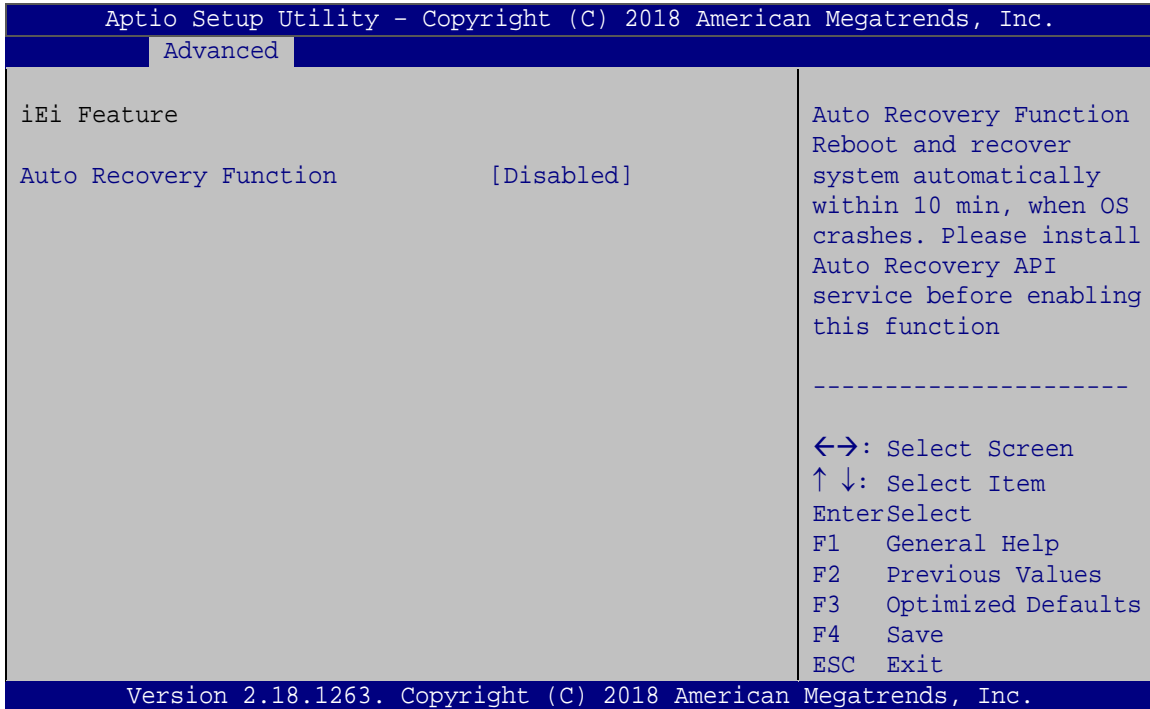 Aptio Setup Utility – Copyright (C) 2018 American Megatrends, Inc.
Advanced
iEi Feature
Auto Recovery Function [Disabled]
Auto Recovery Function
Reboot and recover
system automatically
within 10 min, when OS
crashes. Please install
Auto Recovery API
service before enabling
this function
----------------------
←→: Select Screen
↑ ↓: Select Item
EnterSelect
F1 General Help
F2 Previous Values
F3 Optimized Defaults
F4 Save
ESC Exit
Version 2.18.1263. Copyright (C) 2018 American Megatrends, Inc.